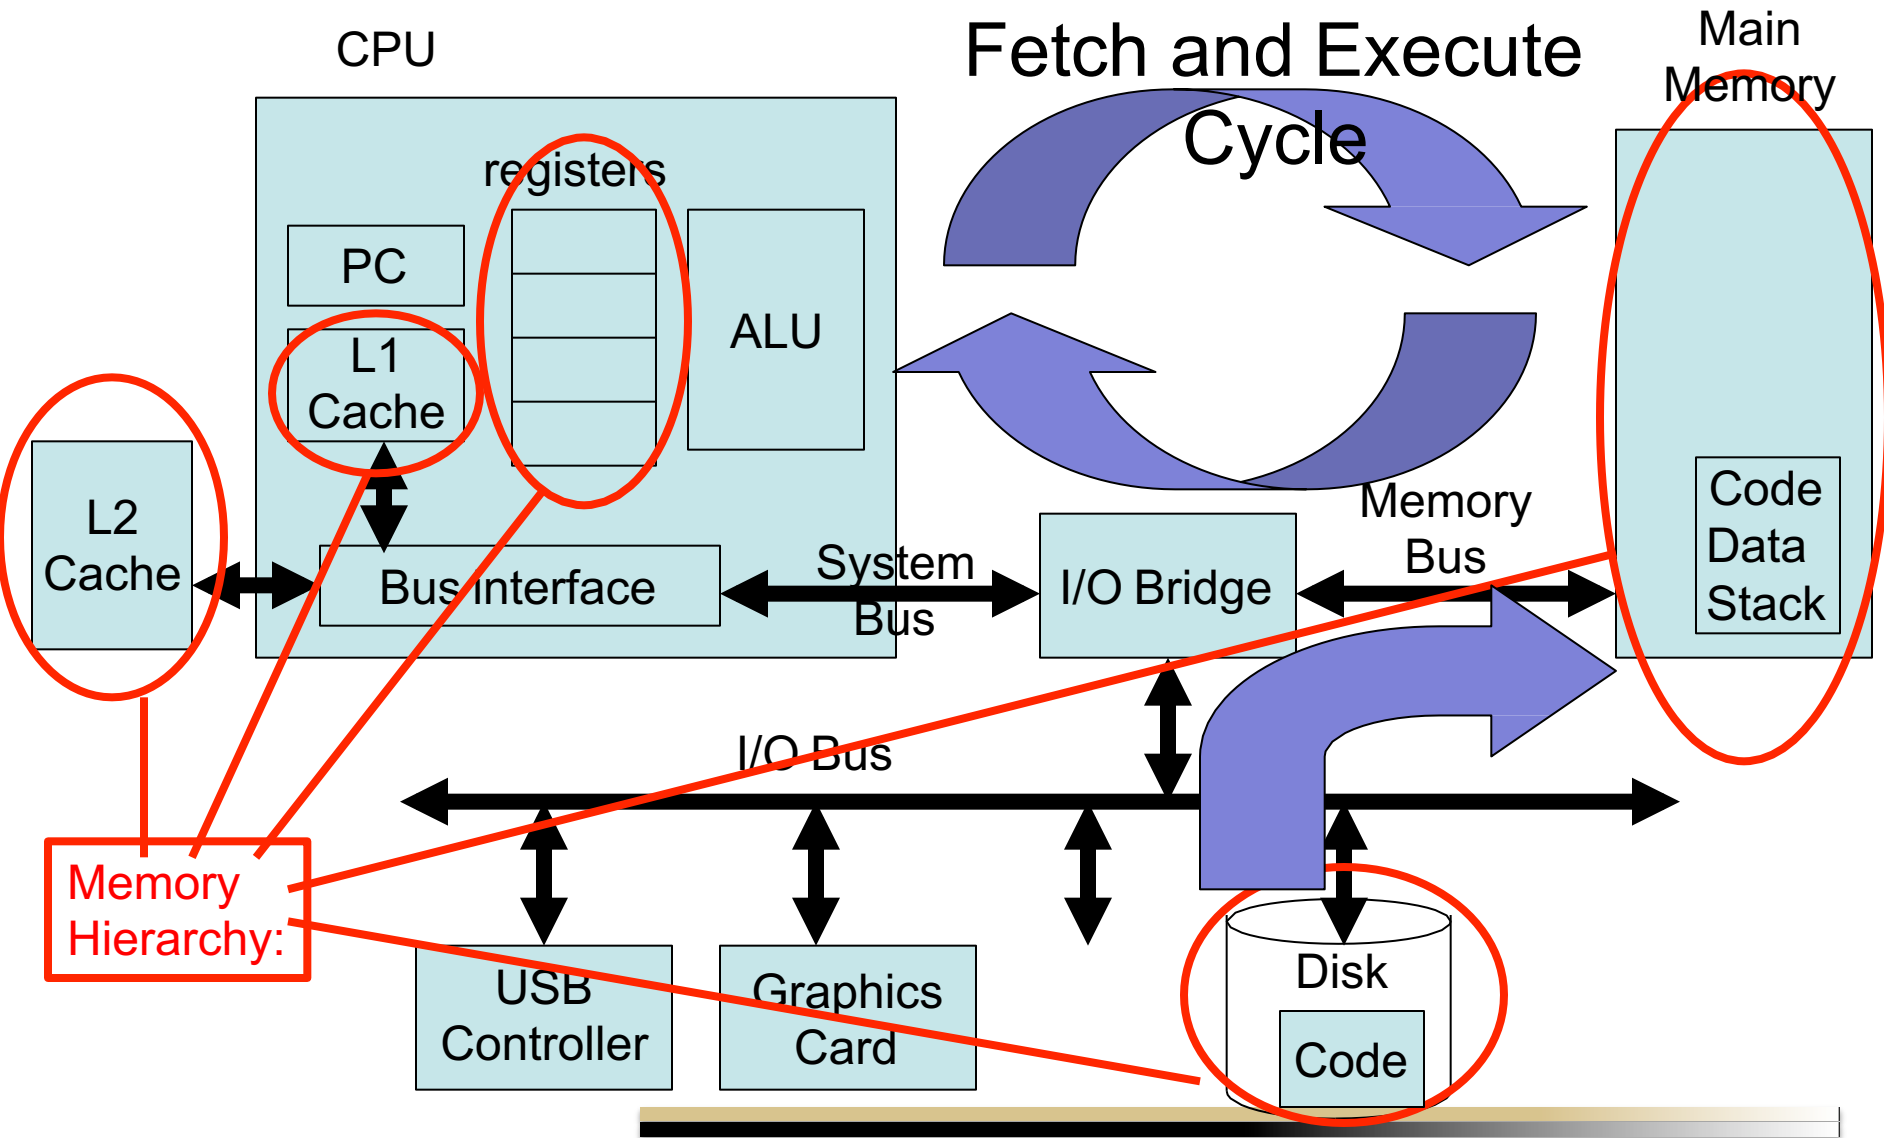 CPU
Fetch and Execute
Cycle
Main
Memory
registers
PC
ALU
L1
Cache
L2
Cache
Bus interface
System
Bus
I/O Bridge
Memory
Bus
Code
Data
Stack
I/O Bus
Memory
Hierarchy:
USB
Controller
Graphics
Card
Disk
Code